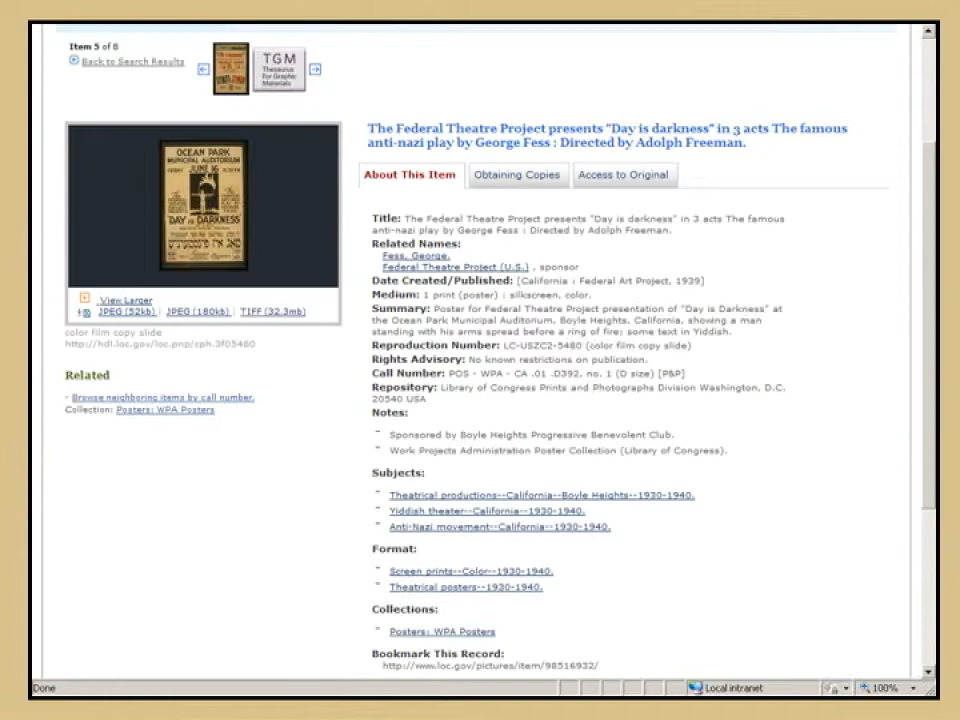 Item 5 of 8
Back to Search Results
TGM
Thesaurus
For Graphic
Materials
The Federal Theatre Project presents "Day is darkness" in 3 acts The famous
anti-nazi play by George Fess : Directed by Adolph Freeman.
About This Item
Obtaining Copies
Access to Original
OCEAN PARK
MUNICIPAL AUDITORIUM
JUNE 16
DAY IS DARKNESS
View Larger
JPEG (52kb) | JPEG (180kb) | TIFF (32.3mb)
color film copy slide
http://hdl.loc.gov/loc.pnp/cph.3f05480
Related
- Browse neighboring items by call number.
Collection: Posters: WPA Posters
Title: The Federal Theatre Project presents "Day is darkness" in 3 acts The famous
anti-nazi play by George Fess : Directed by Adolph Freeman.
Related Names:
Fess, George.
Federal Theatre Project (U.S.) , sponsor
Date Created/Published: [California : Federal Art Project, 1939]
Medium: 1 print (poster) : silkscreen, color.
Summary: Poster for Federal Theatre Project presentation of "Day is Darkness" at
the Ocean Park Municipal Auditorium, Boyle Heights, California, showing a man
standing with his arms spread before a ring of fire; some text in Yiddish.
Reproduction Number: LC-USZC2-5480 (color film copy slide)
Rights Advisory: No known restrictions on publication.
Call Number: POS - WPA - CA .01 .D392, no. 1 (D size) [P&P]
Repository: Library of Congress Prints and Photographs Division Washington, D.C.
20540 USA
Notes:
Sponsored by Boyle Heights Progressive Benevolent Club.
Work Projects Administration Poster Collection (Library of Congress).
Subjects:
Theatrical productions--California--Boyle Heights--1930-1940.
Yiddish theater--California--1930-1940.
Anti-Nazi movement--California--1930-1940.
Format:
Screen prints--Color--1930-1940.
Theatrical posters--1930-1940.
Collections:
Posters: WPA Posters
Bookmark This Record:
http://www.loc.gov/pictures/item/98516932/
Done
Local intranet
100%